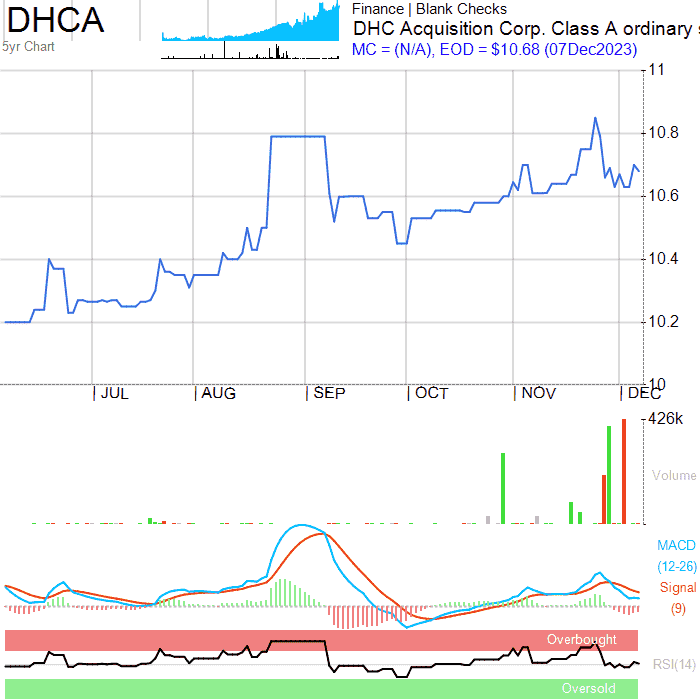 DHCA
5yr Chart
Finance | Blank Checks
DHC Acquisition Corp. Class A ordinary s
MC = (N/A), EOD = $10.68 (07Dec2023)
11
10.8
10.6
10.4
10.2
10
JUL AUG SEP OCT NOV DEC
426k
Volume
MACD
(12-26)
Signal
(9)
Overbought
RSI(14)
Oversold